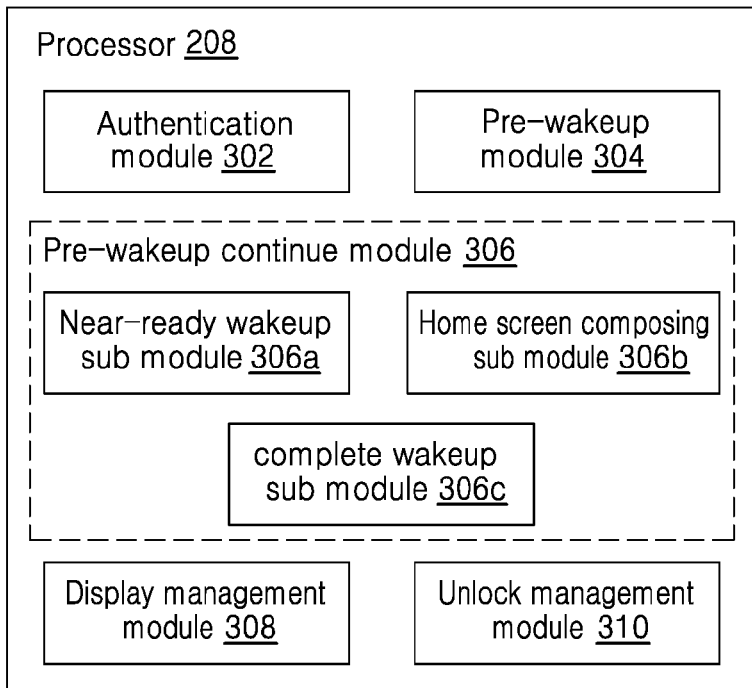 Processor 208
Authentication
module 302
Pre-wakeup
module 304
Pre-wakeup continue module 306
Near-ready wakeup
sub module 306a
Home screen composing
sub module 306b
complete wakeup
sub module 306c
Display management
module 308
Unlock management
module 310